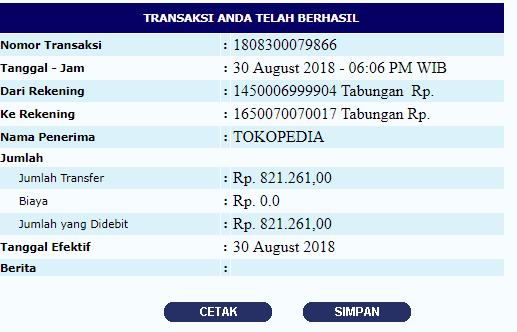 TRANSAKSI ANDA TELAH BERHASIL
Nomor Transaksi : 1808300079866
Tanggal - Jam : 30 August 2018 - 06:06 PM WIB
Dari Rekening : 1450006999904 Tabungan Rp.
Ke Rekening : 1650070070017 Tabungan Rp.
Nama Penerima : TOKOPEDIA
Jumlah
Jumlah Transfer : Rp. 821.261,00
Biaya : Rp. 0.0
Jumlah yang Didebit : Rp. 821.261,00
Tanggal Efektif : 30 August 2018
Berita :
CETAK SIMPAN